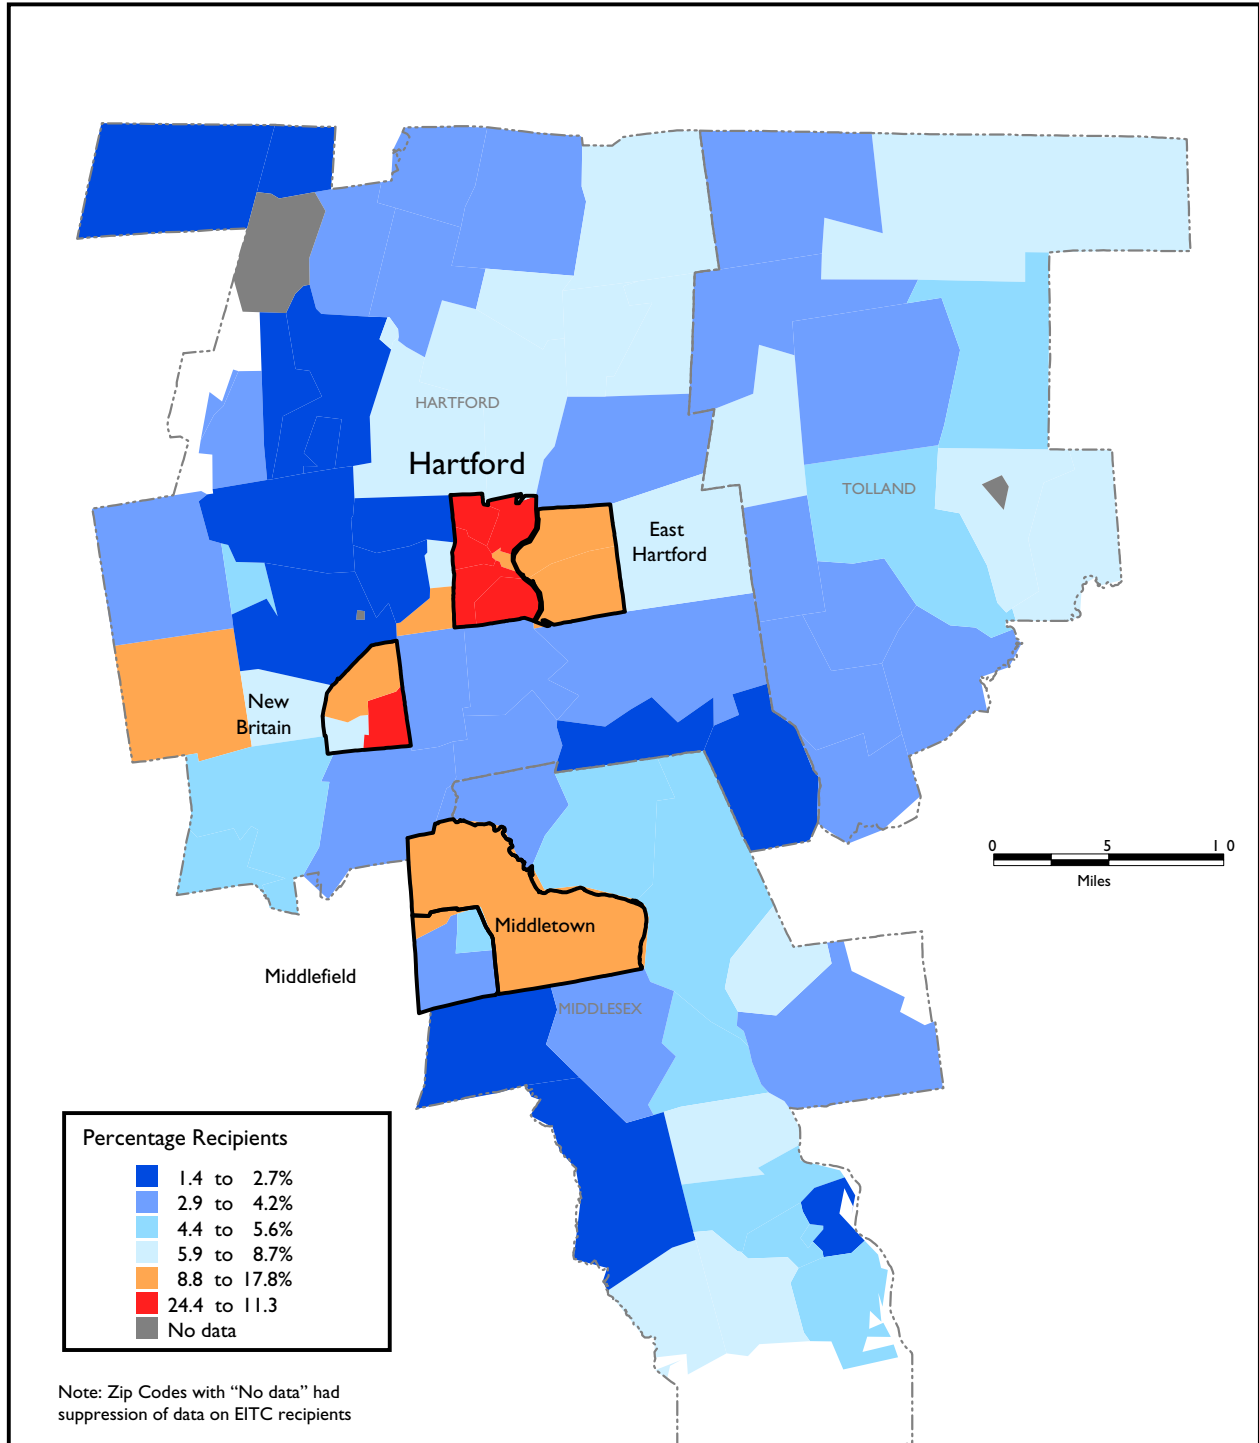 HARTFORD
Hartford
TOLLAND
East
Hartford
New
Britain
0 5 1 0
Miles
Middletown
Middlefield
MIDDLESEX
Percentage Recipients
1.4 to 2.7%
2.9 to 4.2%
4.4 to 5.6%
5.9 to 8.7%
8.8 to 17.8%
24.4 to 11.3
No data
Note: Zip Codes with “No data” had
suppression of data on EITC recipients